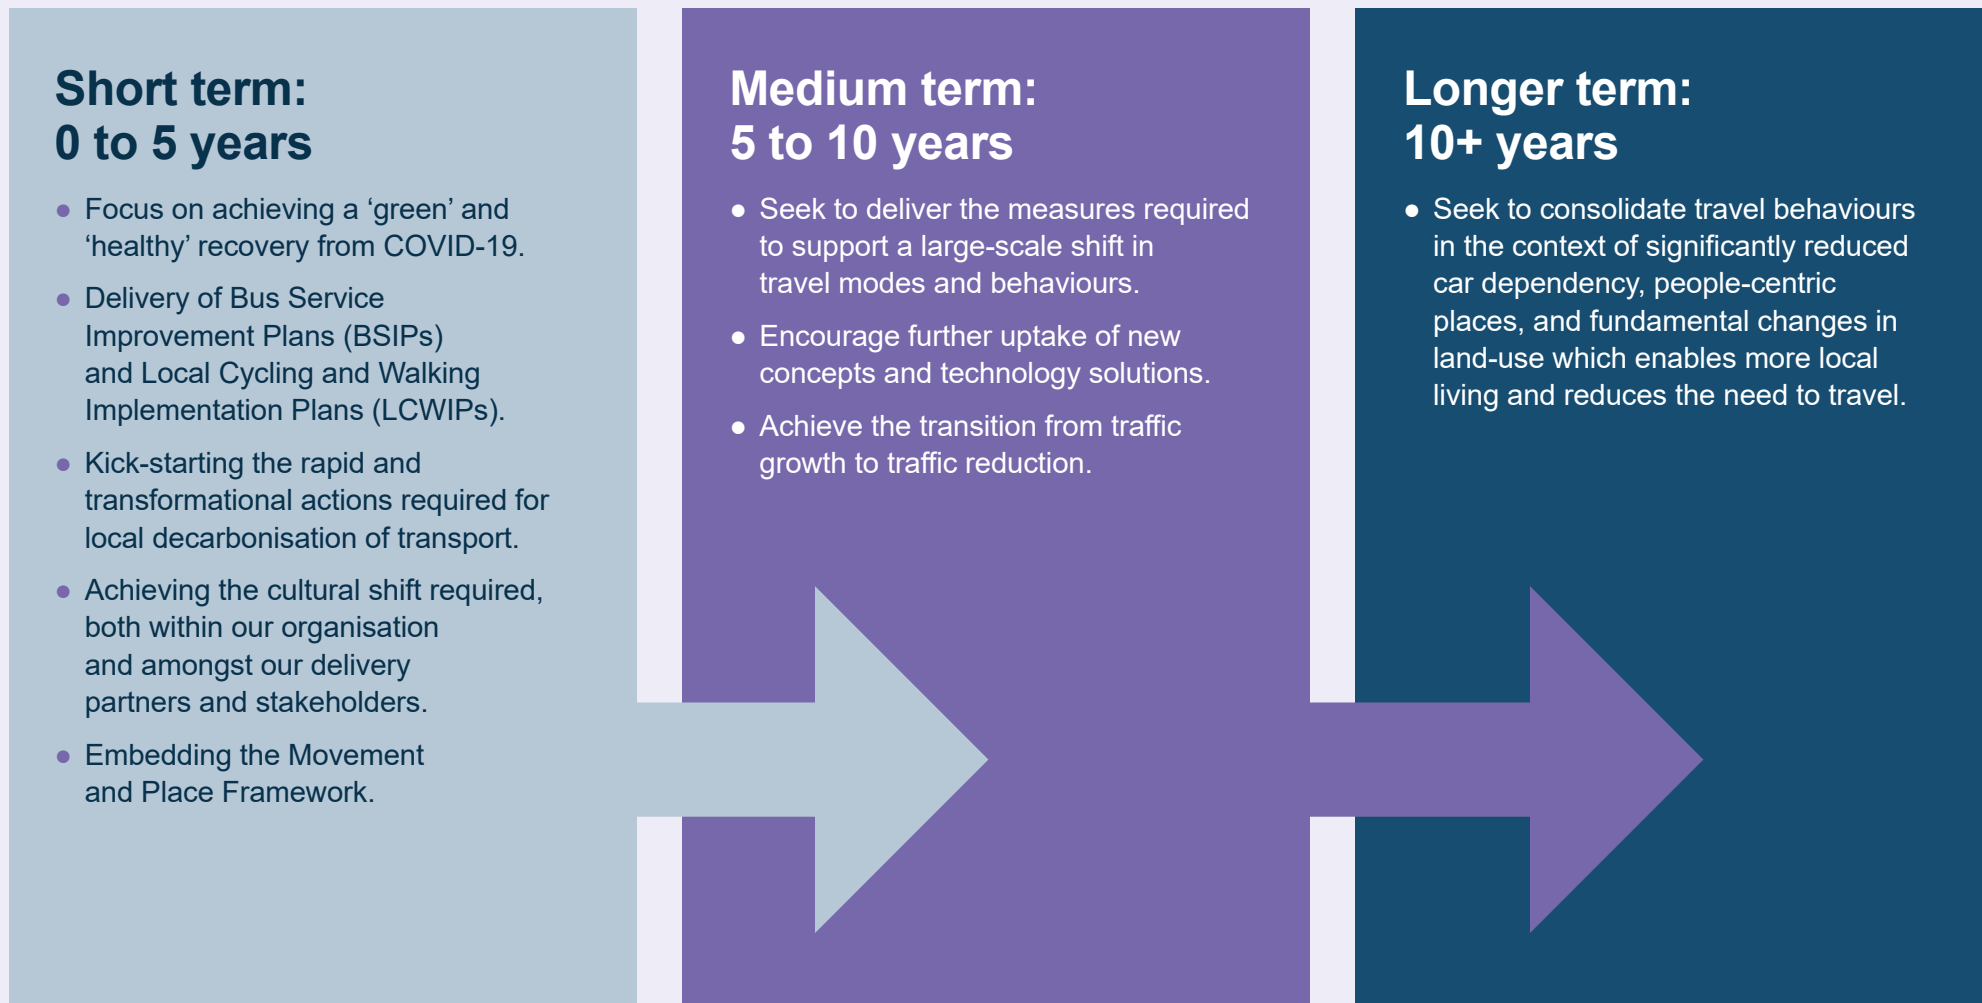 Short term:
0 to 5 years
● Focus on achieving a ‘green’ and
‘healthy’ recovery from COVID-19.
● Delivery of Bus Service
Improvement Plans (BSIPs)
and Local Cycling and Walking
Implementation Plans (LCWIPs).
● Kick-starting the rapid and
transformational actions required for
local decarbonisation of transport.
● Achieving the cultural shift required,
both within our organisation
and amongst our delivery
partners and stakeholders.
● Embedding the Movement
and Place Framework.
Medium term:
5 to 10 years
● Seek to deliver the measures required
to support a large-scale shift in
travel modes and behaviours.
● Encourage further uptake of new
concepts and technology solutions.
● Achieve the transition from traffic
growth to traffic reduction.
Longer term:
10+ years
● Seek to consolidate travel behaviours
in the context of significantly reduced
car dependency, people-centric
places, and fundamental changes in
land-use which enables more local
living and reduces the need to travel.